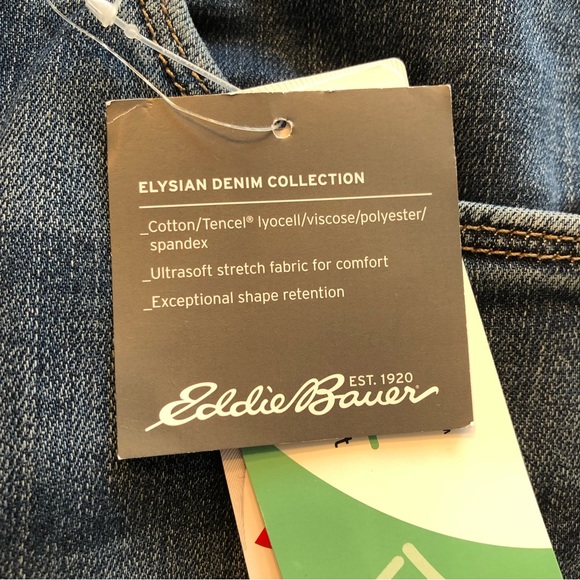 ELYSIAN DENIM COLLECTION
_Cotton/Tencel® lyocell/viscose/polyester/
spandex
_Ultrasoft stretch fabric for comfort
_Exceptional shape retention
EST. 1920
Eddie Bauer